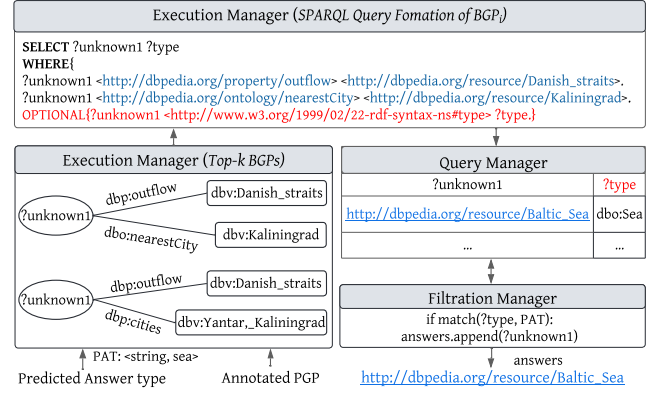 Execution Manager (SPARQL Query Fomation of BGPi)
SELECT ?unknown1 ?type
WHERE{
?unknown1 <http://dbpedia.org/property/outflow> <http://dbpedia.org/resource/Danish_straits>.
?unknown1 <http://dbpedia.org/ontology/nearestCity> <http://dbpedia.org/resource/Kaliningrad>.
OPTIONAL{?unknown1 <http://www.w3.org/1999/02/22-rdf-syntax-ns#type> ?type.}
Execution Manager (Top-k BGPs)
?unknown1
dbp:outflow
dbv:Danish_straits
dbo:nearestCity
dbv:Kaliningrad
?unknown1
dbp:outflow
dbv:Danish_straits
dbp:cities
dbv:Yantar,_Kaliningrad
PAT: <string, sea>
Predicted Answer type
Annotated PGP
Query Manager
?unknown1 ?type
http://dbpedia.org/resource/Baltic_Sea dbo:Sea
... ...
Filtration Manager
if match(?type, PAT):
answers.append(?unknown1)
answers
http://dbpedia.org/resource/Baltic_Sea